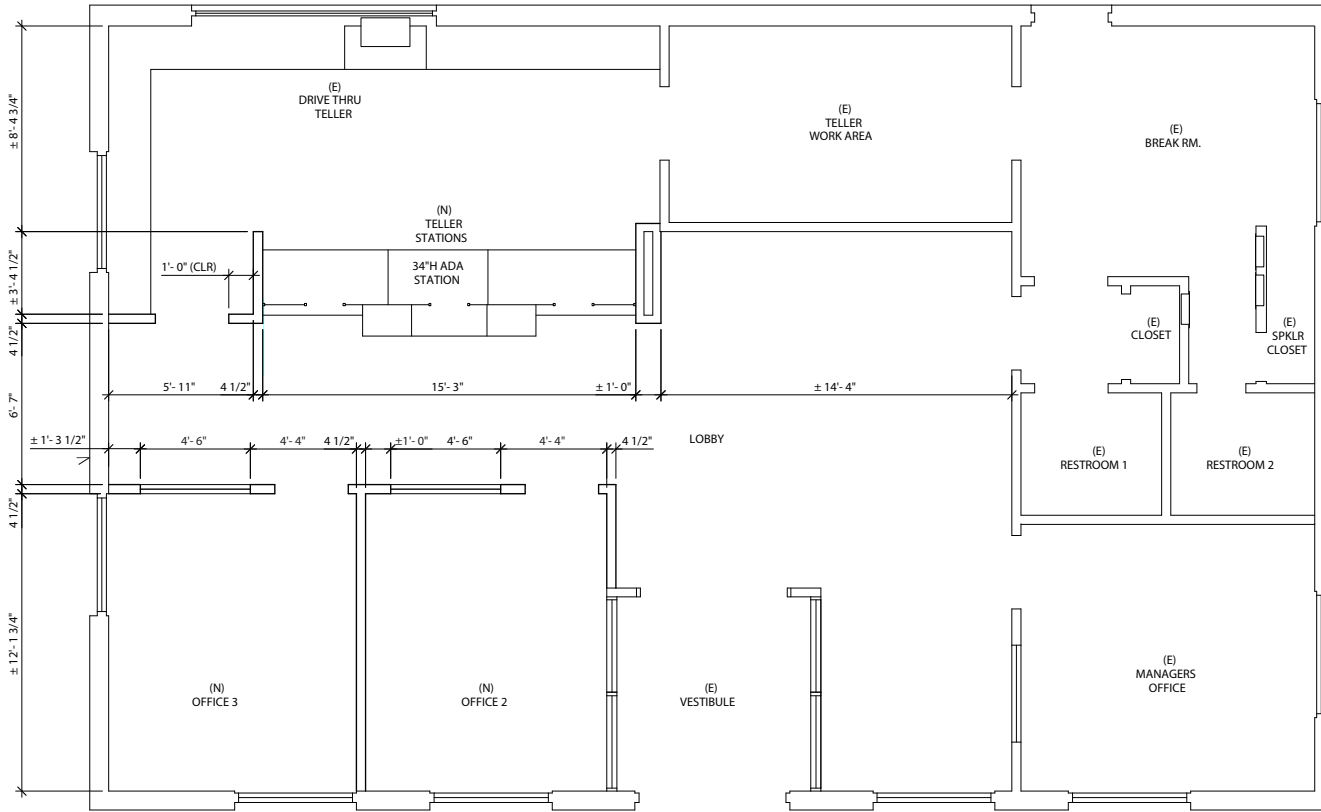 (E)
DRIVE THRU
TELLER
(E)
TELLER
WORK AREA
(E)
BREAK RM.
± 8'- 4 3/4"
(N)
TELLER
STATIONS
34"H ADA
STATION
1'- 0" (CLR)
± 3'- 4 1/2"
4 1/2"
(E)
CLOSET
(E)
SPKLR
CLOSET
5'- 11"
4 1/2"
15'- 3"
± 1'- 0"
± 14'- 4"
6'- 7"
± 1'- 3 1/2"
4'- 6"
4'- 4"
4 1/2"
±1'- 0"
4'- 6"
4'- 4"
4 1/2"
LOBBY
(E)
RESTROOM 1
(E)
RESTROOM 2
4 1/2"
± 12'- 1 3/4"
(N)
OFFICE 3
(N)
OFFICE 2
(E)
VESTIBULE
(E)
MANAGERS
OFFICE